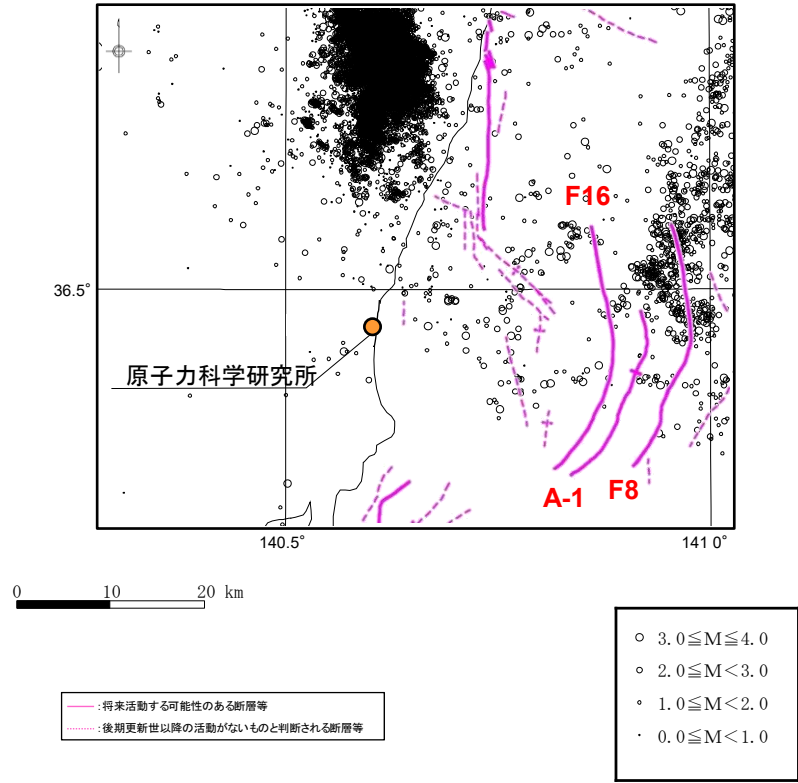 F16
36.5°
原子力科学研究所
A-1
F8
140.5°
141 0°
0 10 20 km
3.0≦M≦4.0
2.0≦M<3.0
1.0≦M<2.0
0.0≦M<1.0
:将来活動する可能性のある断層等
:後期更新世以降の活動がないものと判断される断層等